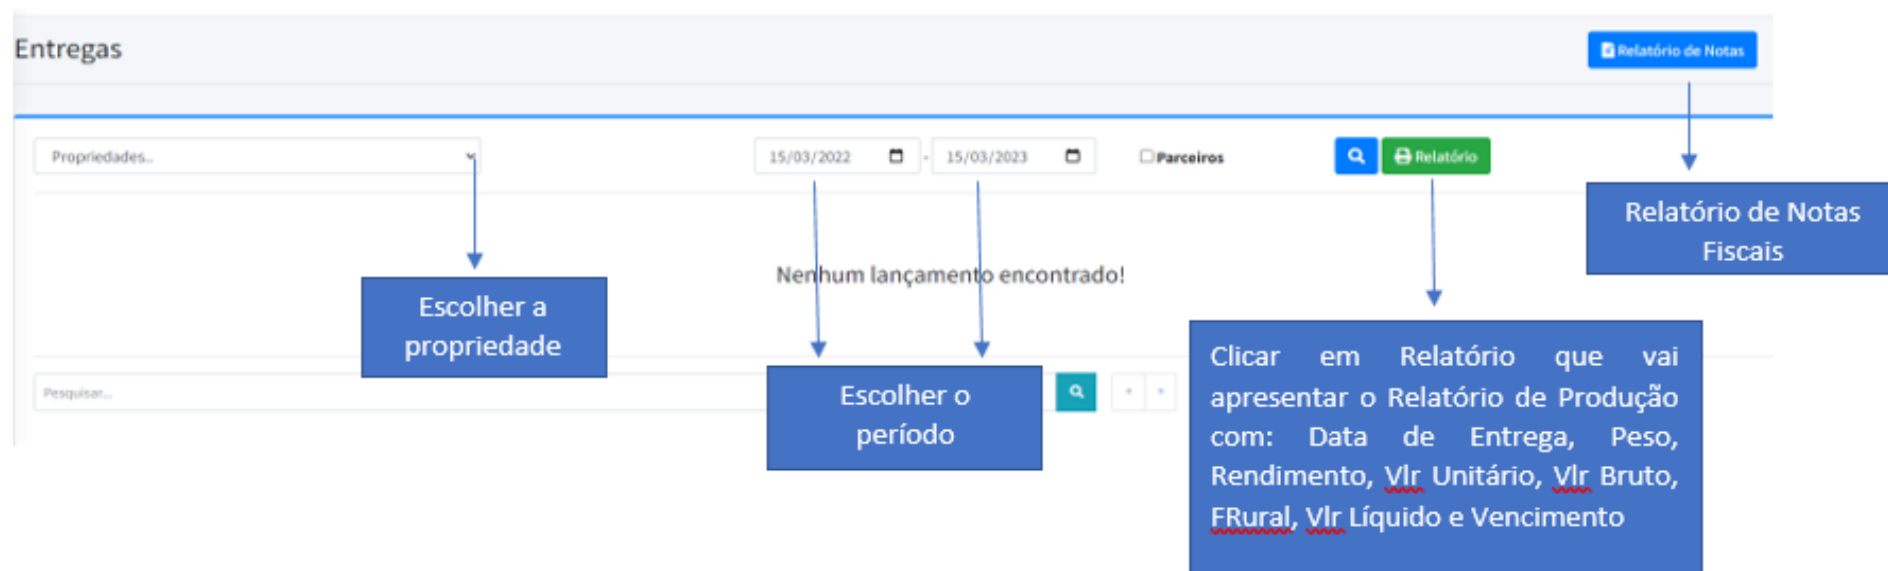 Entregas
Relatório de Notas
Propriedades..
15/03/2022 - 15/03/2023
Parceiros
Relatório
Relatório de Notas
Fiscais
Nenhum lançamento encontrado!
Escolher a
propriedade
Pesquisar...
Escolher o
período
Clicar em Relatório que vai
apresentar o Relatório de Produção
com: Data de Entrega, Peso,
Rendimento, Vlr Unitário, Vlr Bruto,
FRural, Vlr Líquido e Vencimento